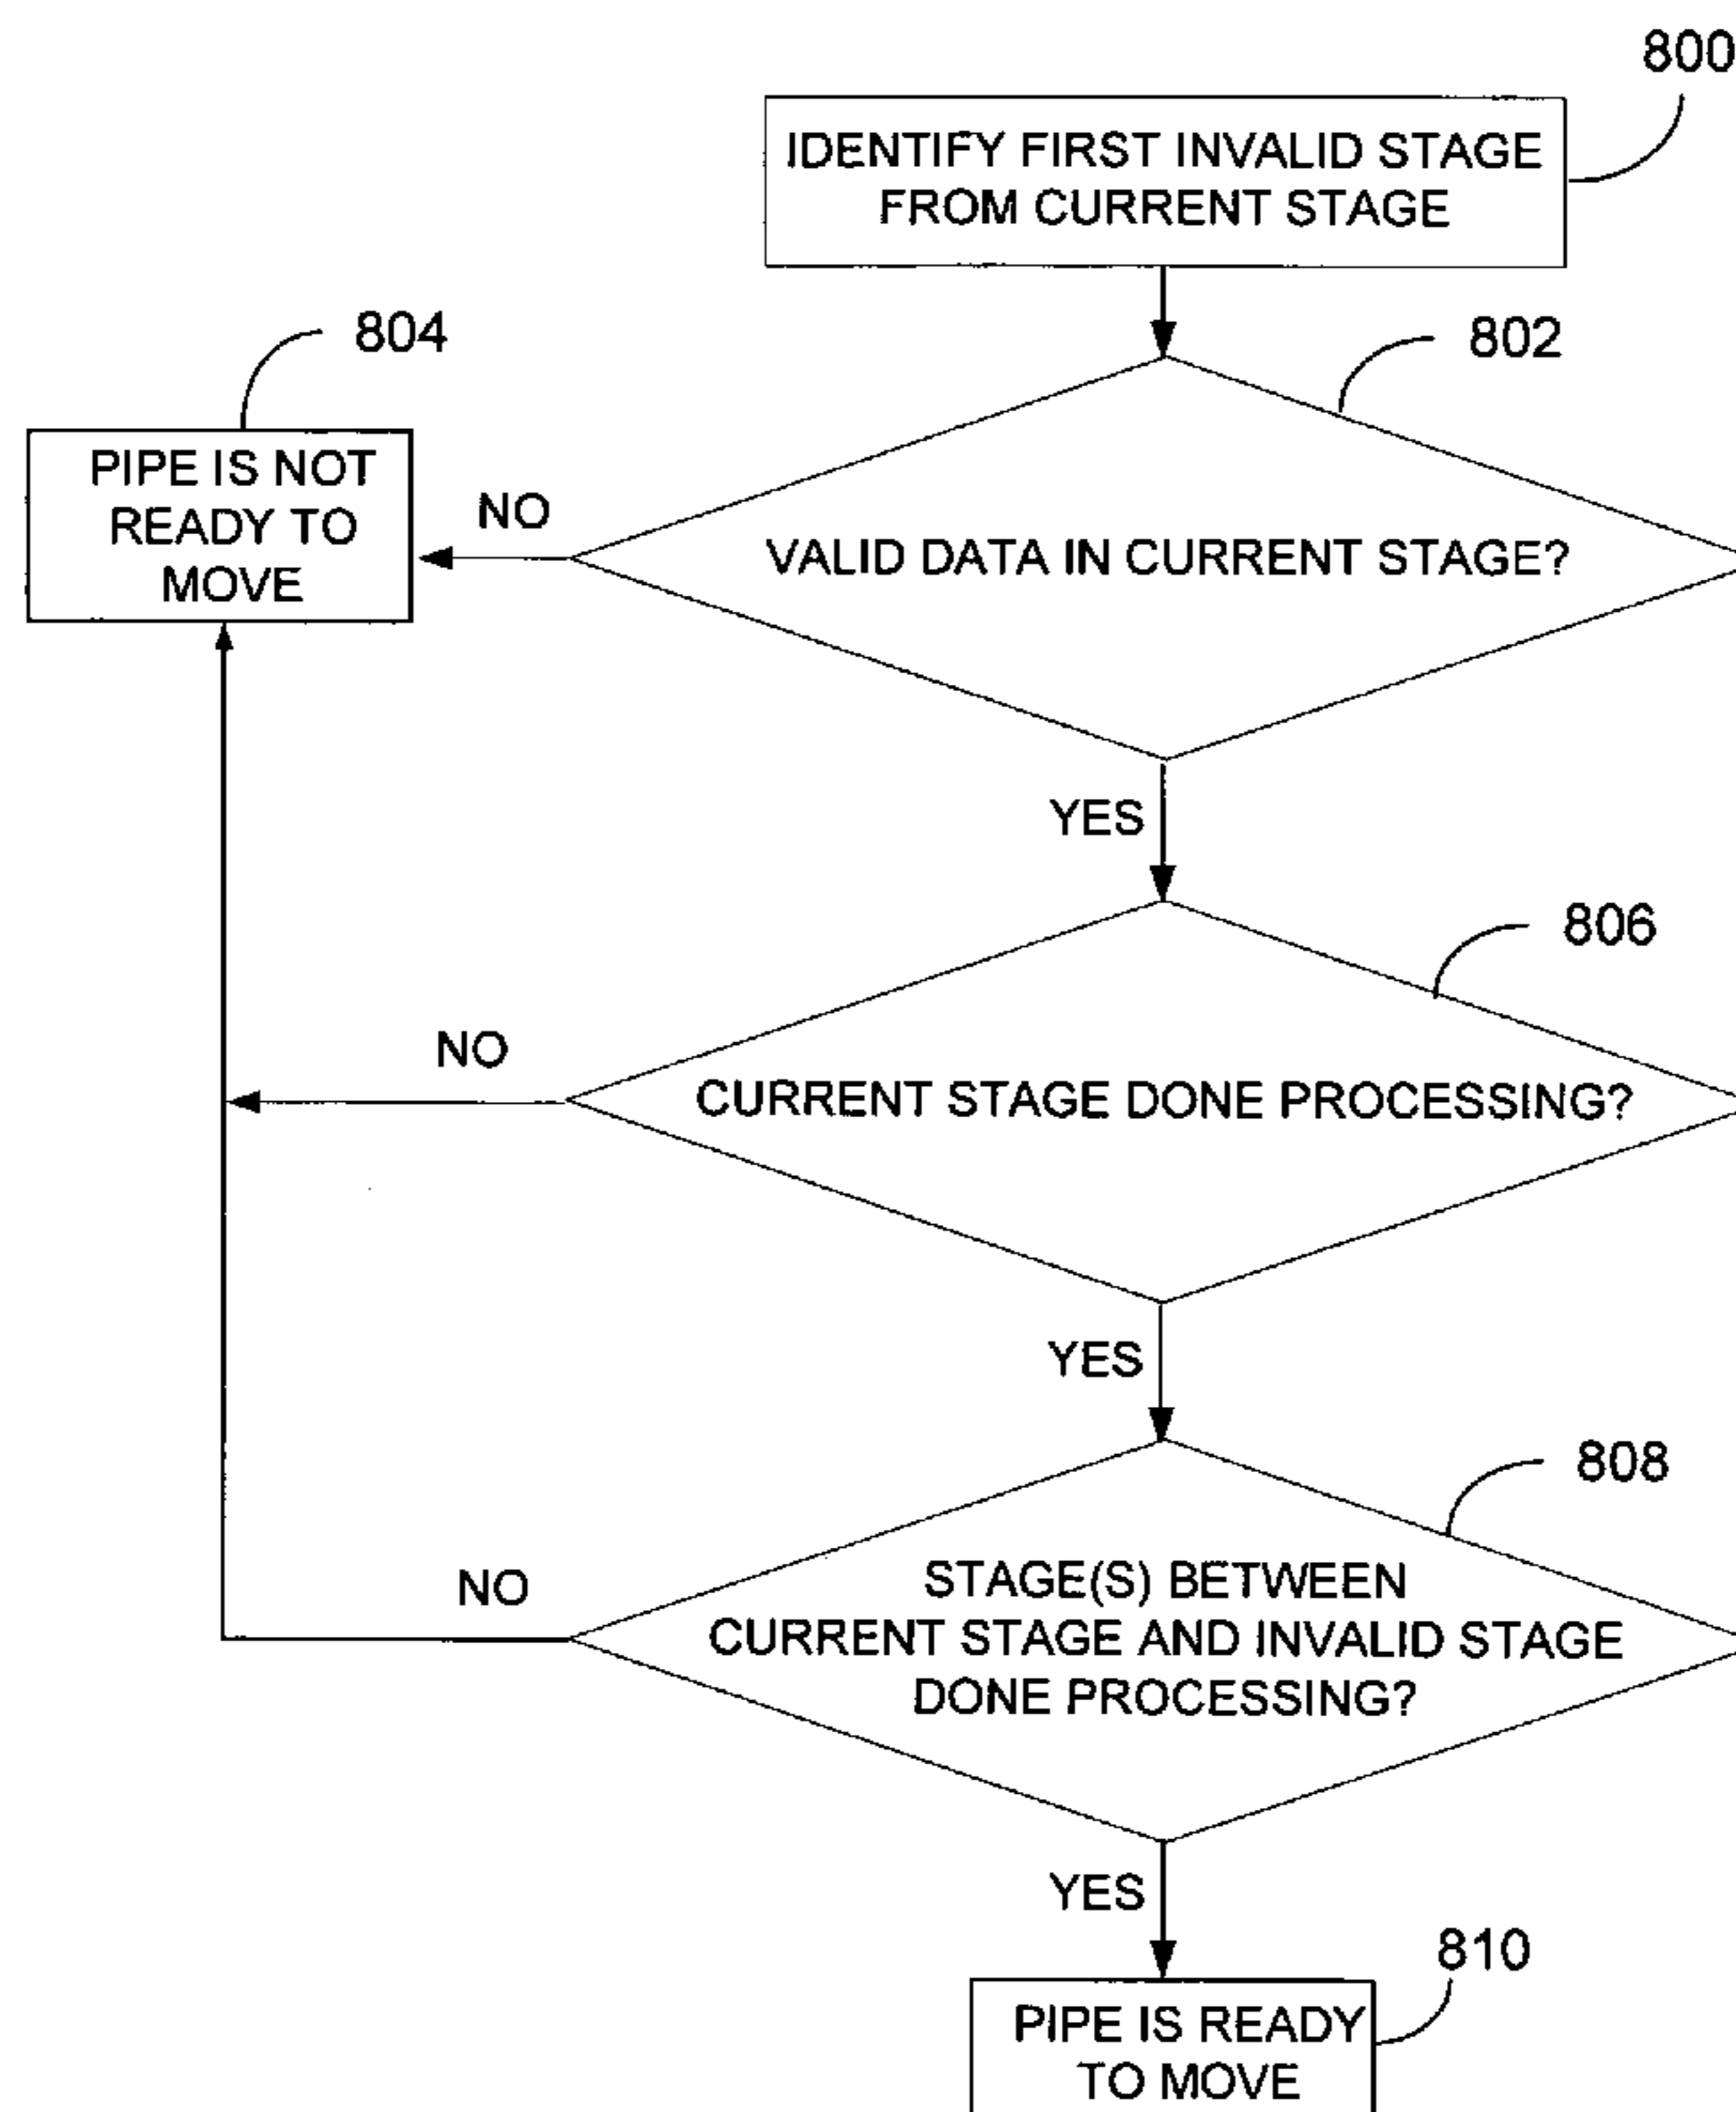 800
IDENTIFY FIRST INVALID STAGE
FROM CURRENT STAGE
804
802
PIPE IS NOT
READY TO
MOVE
NO
VALID DATA IN CURRENT STAGE?
YES
806
NO
CURRENT STAGE DONE PROCESSING?
YES
808
NO
STAGE(S) BETWEEN
CURRENT STAGE AND INVALID STAGE
DONE PROCESSING?
YES
810
PIPE IS READY
TO MOVE